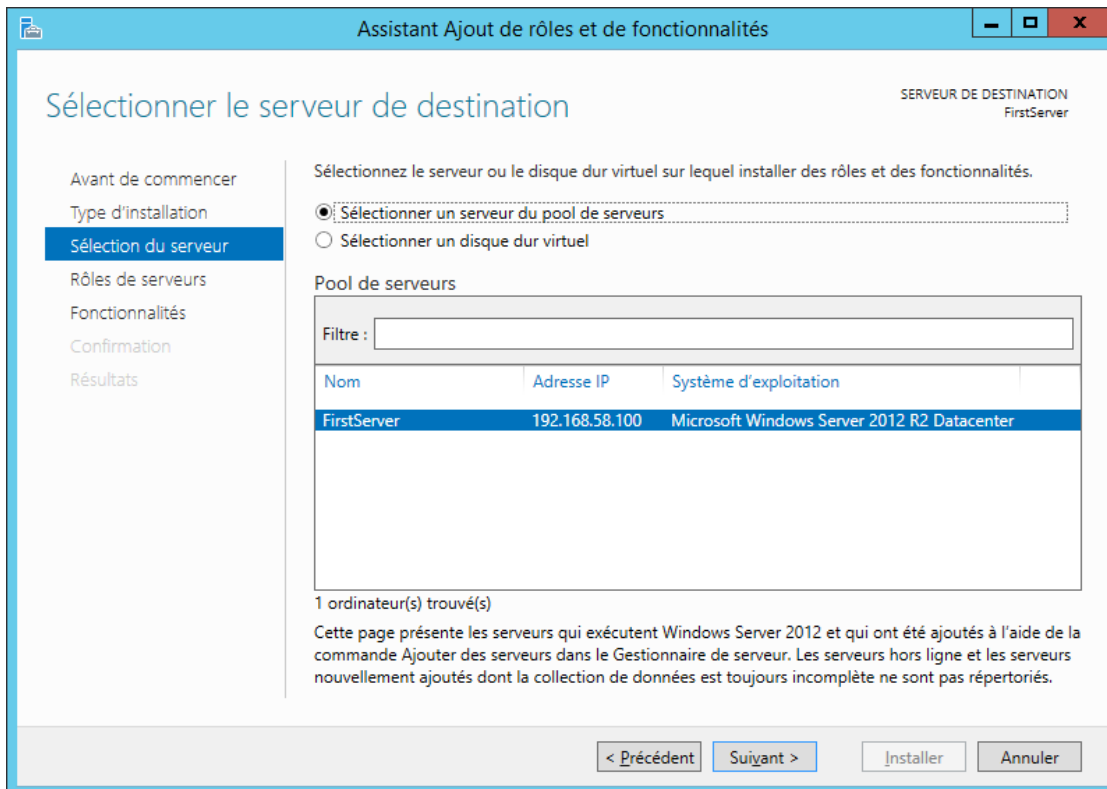 Assistant Ajout de rôles et de fonctionnalités
Sélectionner le serveur de destination
SERVEUR DE DESTINATION
FirstServer
Avant de commencer
Type d'installation
Sélection du serveur
Rôles de serveurs
Fonctionnalités
Confirmation
Résultats
Sélectionnez le serveur ou le disque dur virtuel sur lequel installer des rôles et des fonctionnalités.
Sélectionner un serveur du pool de serveurs
Sélectionner un disque dur virtuel
Pool de serveurs
Filtre :
Nom Adresse IP Système d'exploitation
FirstServer 192.168.58.100 Microsoft Windows Server 2012 R2 Datacenter
1 ordinateur(s) trouvé(s)
Cette page présente les serveurs qui exécutent Windows Server 2012 et qui ont été ajoutés à l'aide de la
commande Ajouter des serveurs dans le Gestionnaire de serveur. Les serveurs hors ligne et les serveurs
nouvellement ajoutés dont la collection de données est toujours incomplète ne sont pas répertoriés.
< Précédent Suivant > Installer Annuler